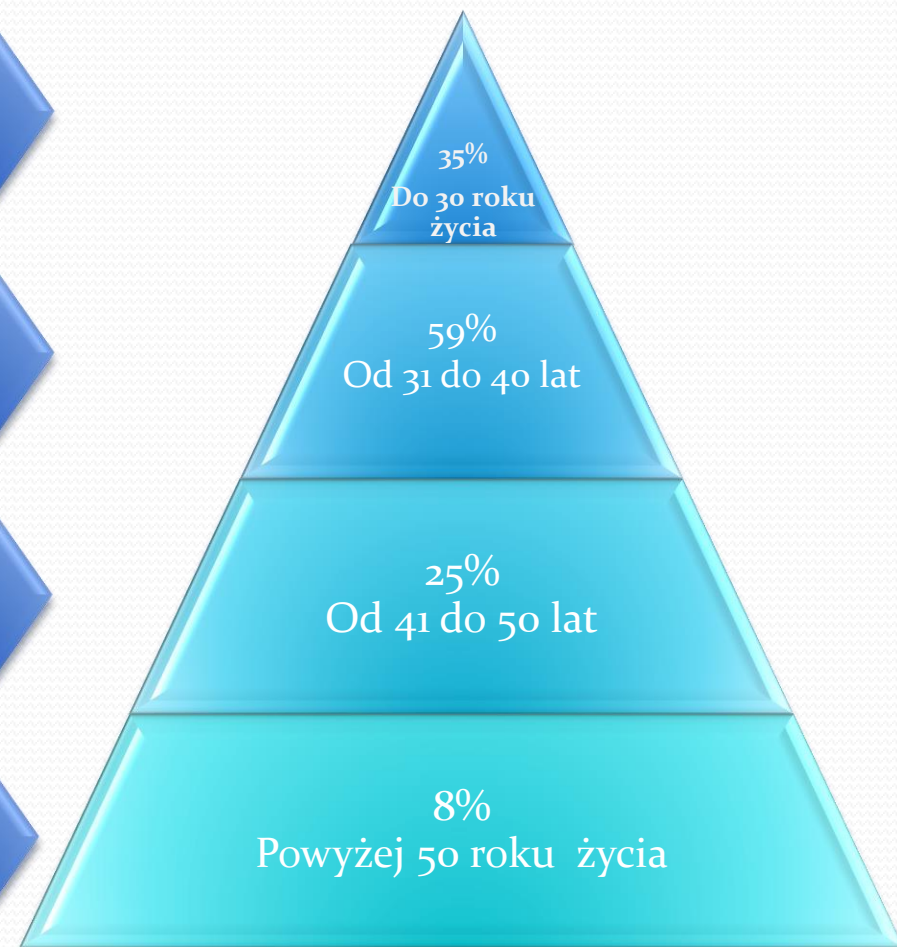 35%
Do 30 roku
życia
59%
Od 31 do 40 lat
25%
Od 41 do 50 lat
8%
Powyżej 50 roku życia